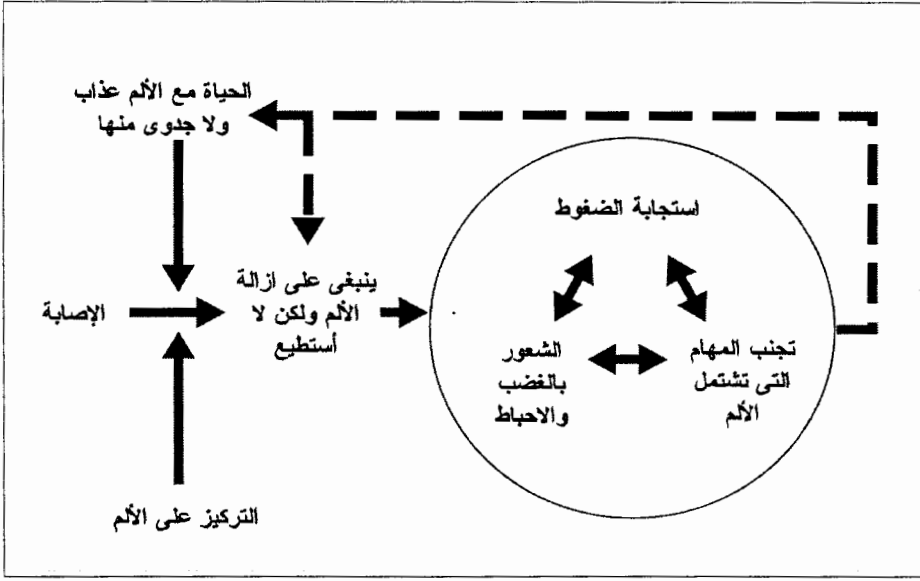 الحياة مع الألم عذاب
ولا جدوى منها
استجابة الضغوط
الإصابة
ينبغى على ازالة
الألم ولكن لا
أستطيع
الشعور
بالغضب
والاحباط
تجنب المهام
التى تشتمل
الألم
التركيز على الألم